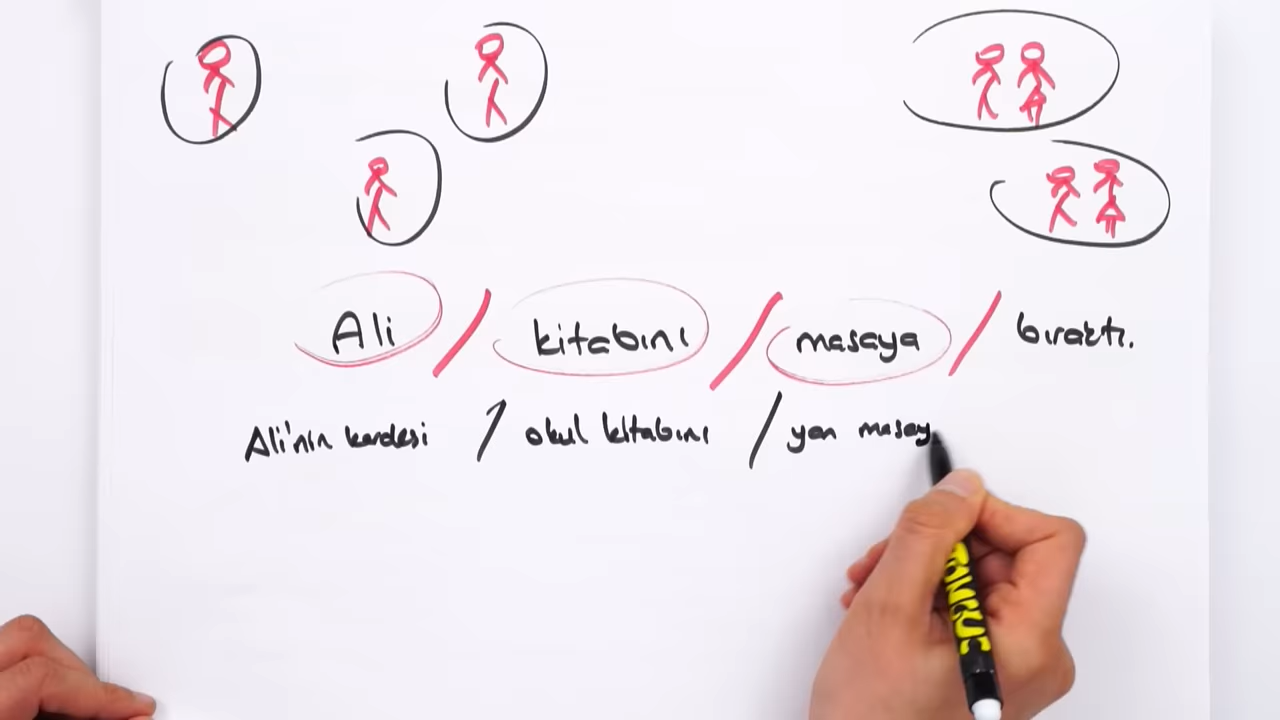 Ali / kitabını / masaya / bıraktı.
Ali'nin kardeşi / okul kitabını / yan masay